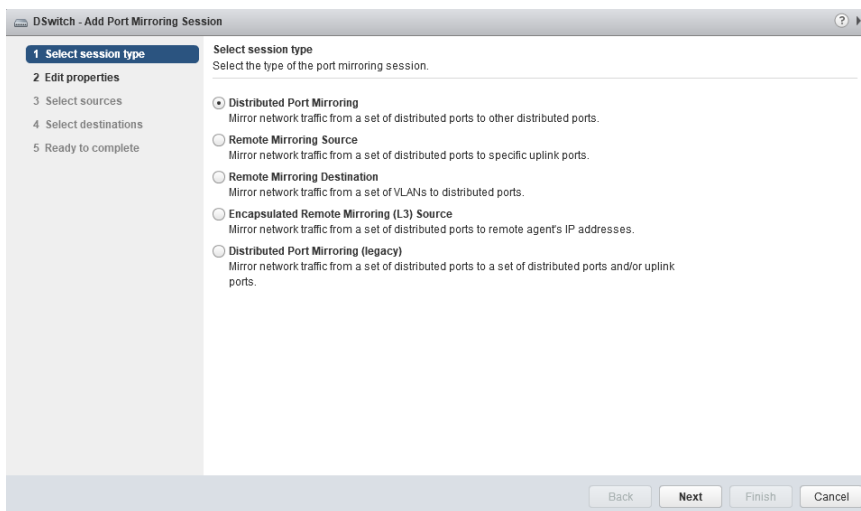 DSwitch - Add Port Mirroring Session
?
1 Select session type
2 Edit properties
3 Select sources
4 Select destinations
5 Ready to complete
Select session type
Select the type of the port mirroring session.
Distributed Port Mirroring
Mirror network traffic from a set of distributed ports to other distributed ports.
Remote Mirroring Source
Mirror network traffic from a set of distributed ports to specific uplink ports.
Remote Mirroring Destination
Mirror network traffic from a set of VLANs to distributed ports.
Encapsulated Remote Mirroring (L3) Source
Mirror network traffic from a set of distributed ports to remote agent's IP addresses.
Distributed Port Mirroring (legacy)
Mirror network traffic from a set of distributed ports to a set of distributed ports and/or uplink
ports.
Back Next Finish Cancel